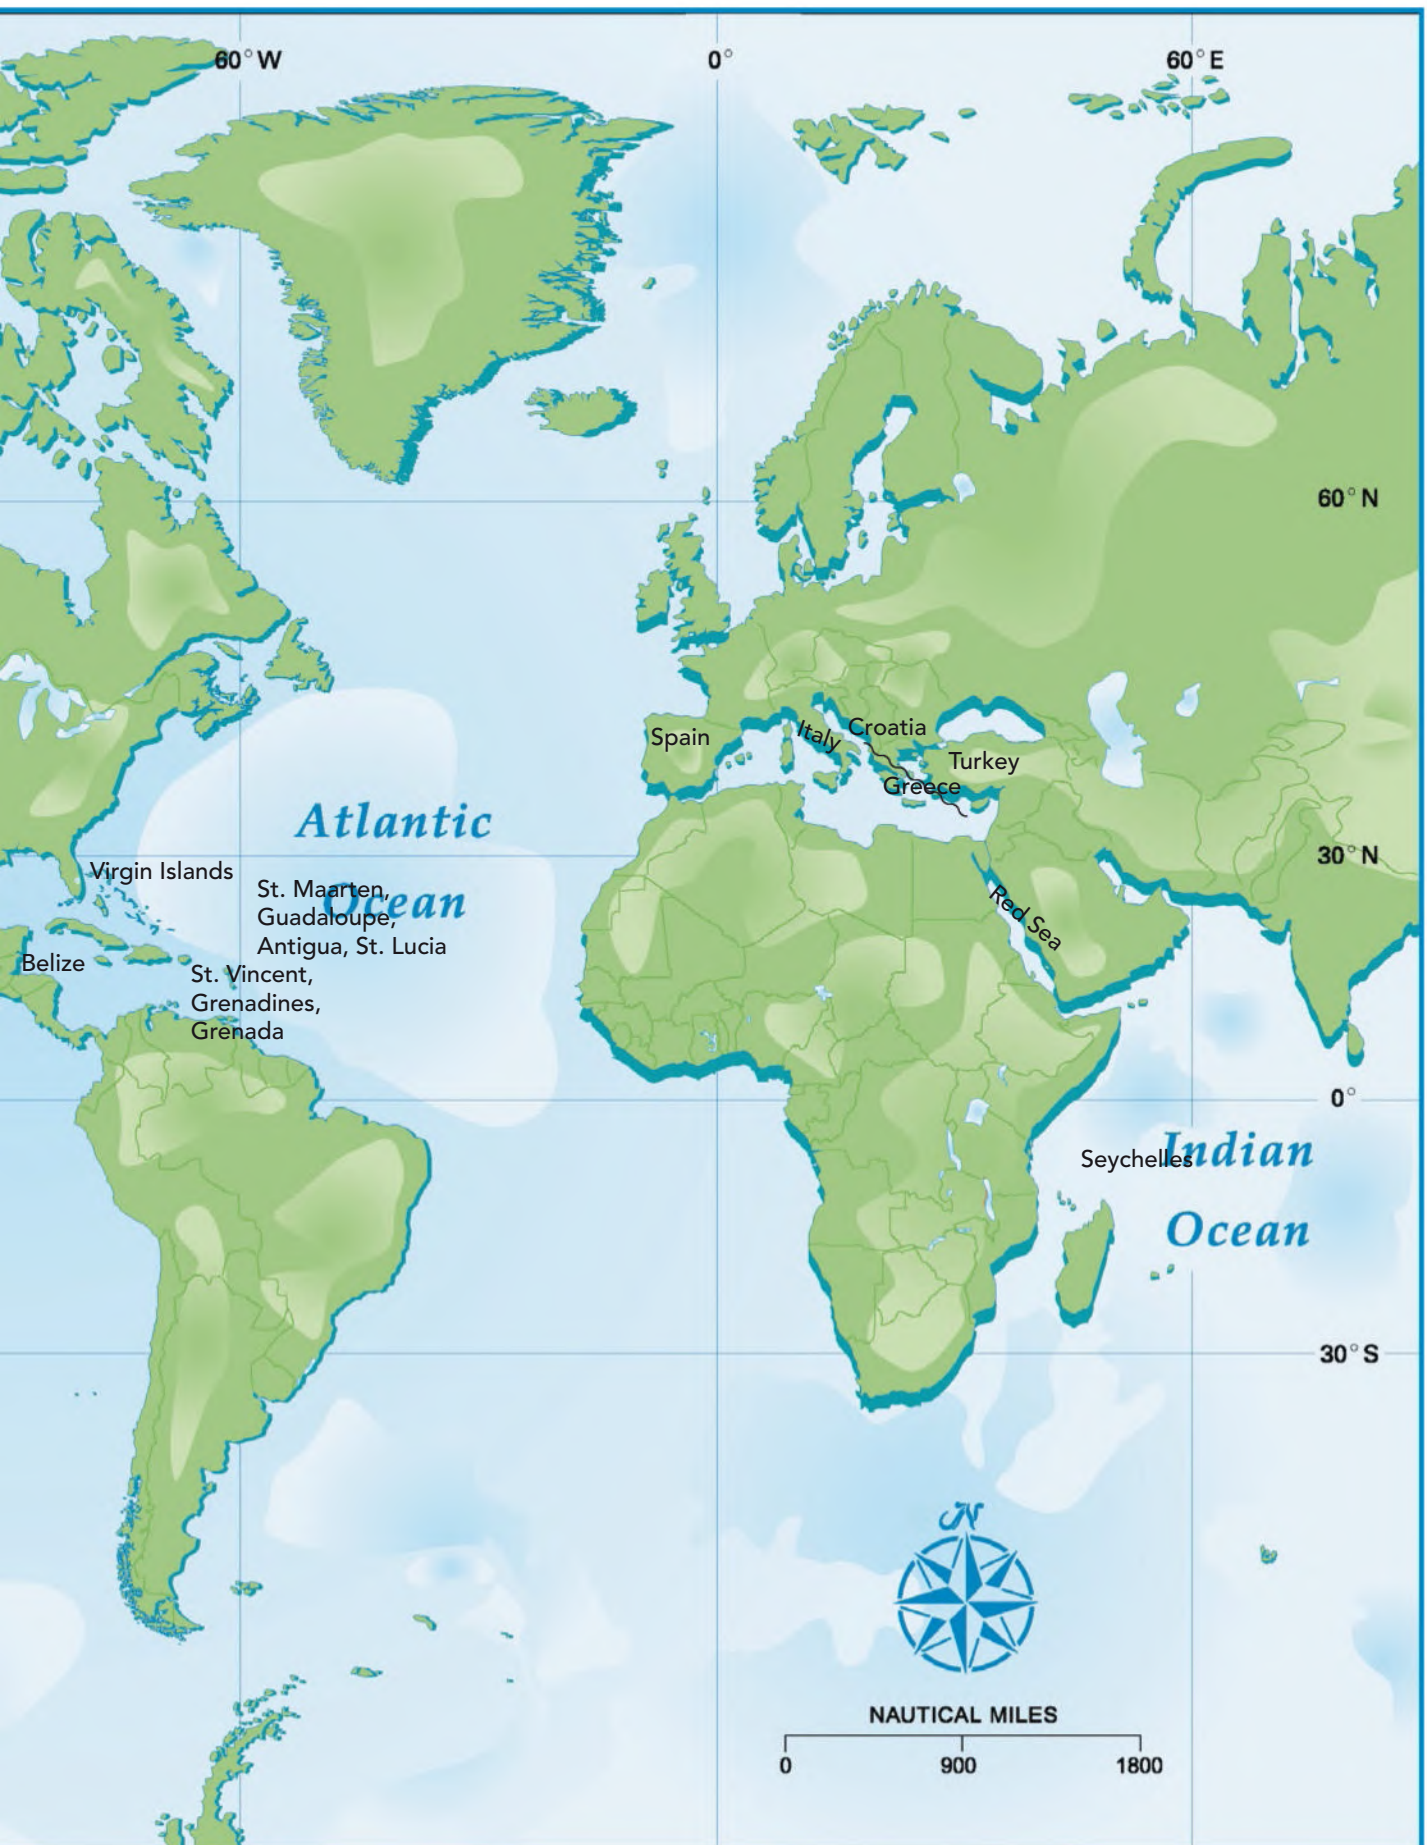 60° W
0°
60° E
60° N
Spain
Italy
Croatia
Turkey
Greece
Atlantic
Ocean
30° N
Virgin Islands
St. Maarten,
Guadaloupe,
Antigua, St. Lucia
Red Sea
Belize
St. Vincent,
Grenadines,
Grenada
0°
Seychelles
Indian
Ocean
30° S
N
NAUTICAL MILES
0 900 1800